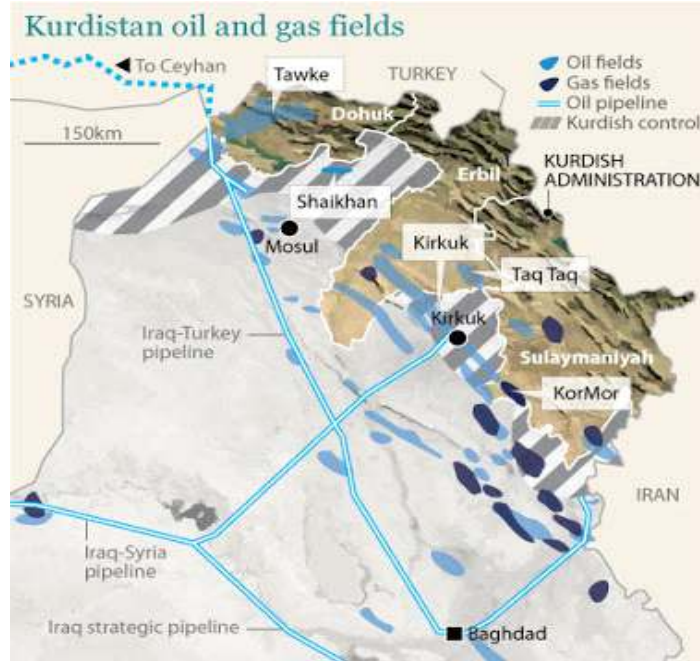 Kurdistan oil and gas fields
To Ceyhan
Tawke
TURKEY
Oil fields
Gas fields
Oil pipeline
Kurdish control
150km
Dohuk
Erbil
KURDISH
ADMINISTRATION
Shaikhan
Mosul
Kirkuk
Taq Taq
SYRIA
Iraq-Turkey
pipeline
Kirkuk
Sulaymaniyah
KorMor
IRAN
Iraq-Syria
pipeline
Iraq strategic pipeline
Baghdad